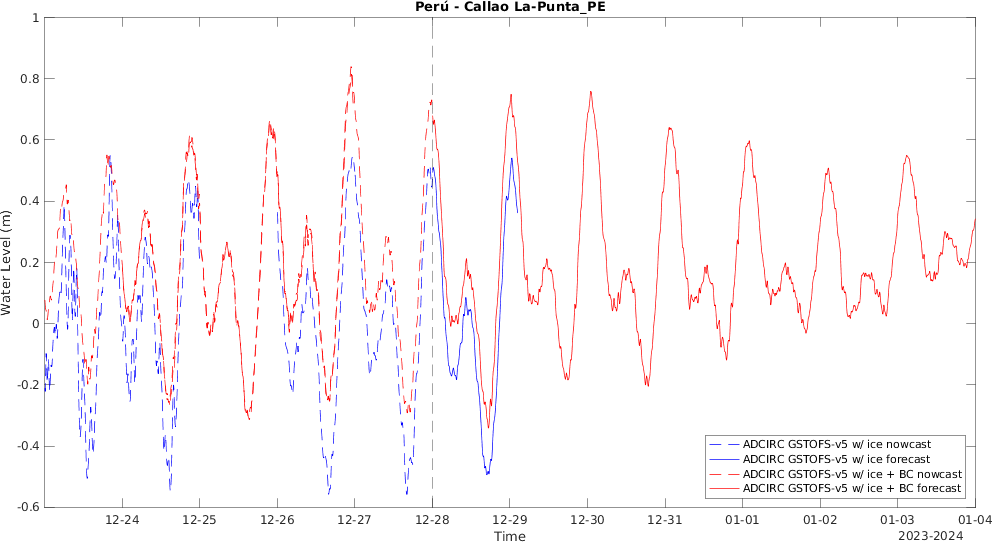 Perú - Callao La-Punta_PE
1
0.8
0.6
0.4
0.2
0
-0.2
-0.4
-0.6
Water Level (m)
12-24 12-25 12-26 12-27 12-28 12-29 12-30 12-31 01-01 01-02 01-03 01-04
Time
2023-2024
ADCIRC GSTOFS-v5 w/ ice nowcast
ADCIRC GSTOFS-v5 w/ ice forecast
ADCIRC GSTOFS-v5 w/ ice + BC nowcast
ADCIRC GSTOFS-v5 w/ ice + BC forecast